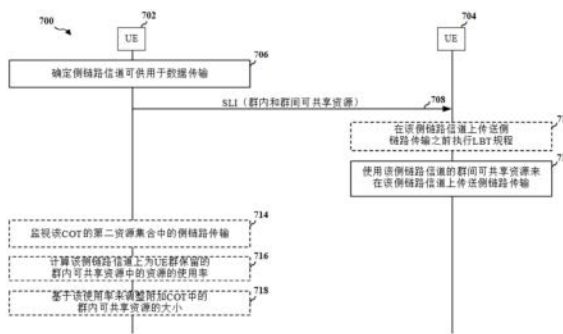 700
702
704
UE
UE
706
确定侧链路信道可供用于数据传输
SLI（群内和群间可共享资源）
708
71
在该侧链路信道上传送侧
链路传输之前执行LBT规程
71
使用该侧链路信道的群间可共享资源来
在该侧链路信道上传送侧链路传输
714
监视该COT的第二资源集合中的侧链路传输
716
计算该侧链路信道上为UE群保留的
群内可共享资源中的资源的使用率
718
基于该使用率来调整附加COT中的
群内可共享资源的大小